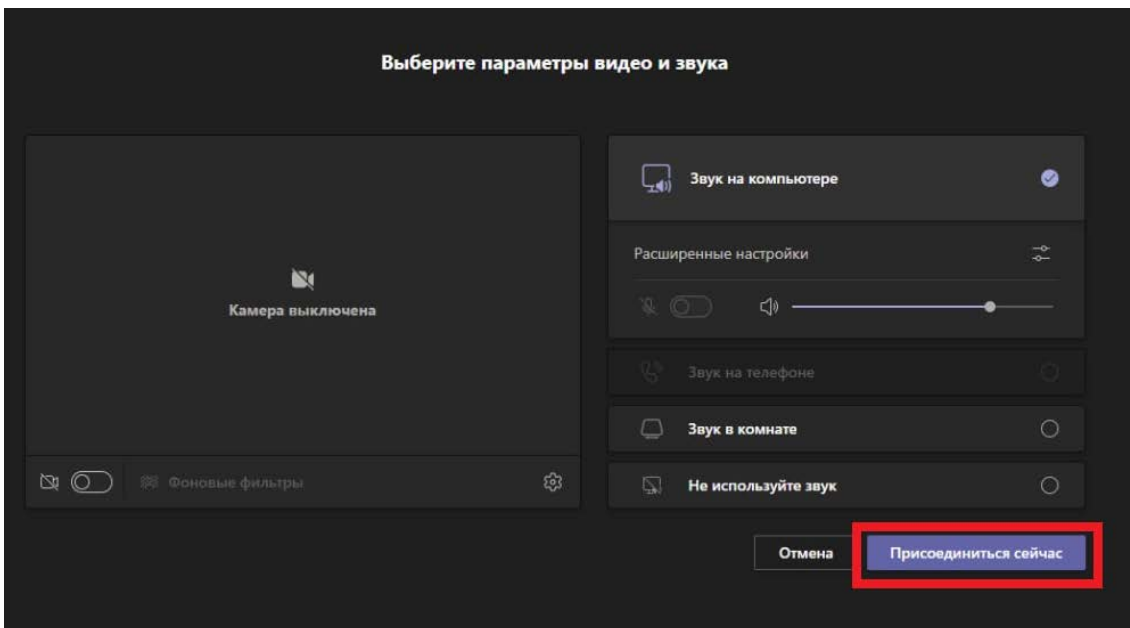 Выберите параметры видео и звука
Звук на компьютере
Расширенные настройки
Камера выключена
Звук на телефоне
Звук в комнате
Фоновые фильтры
Не используйте звук
Отмена
Присоединиться сейчас